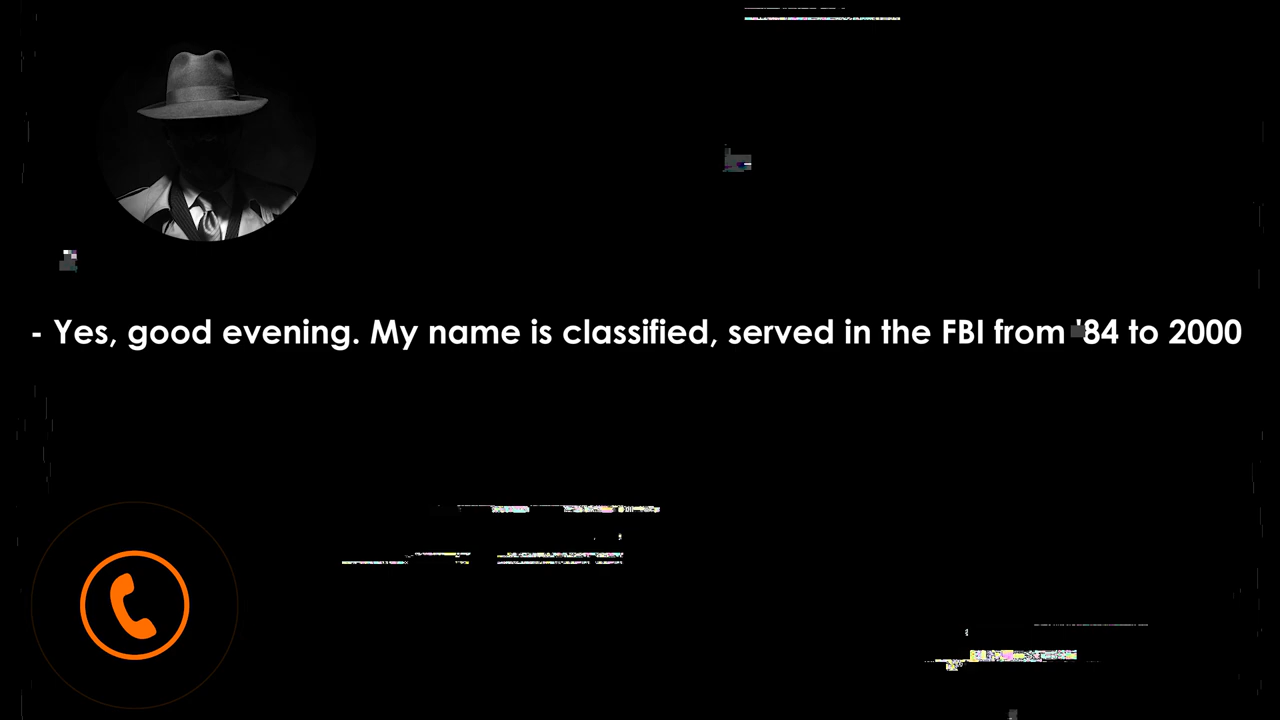 - Yes, good evening. My name is classified, served in the FBI from '84 to 2000